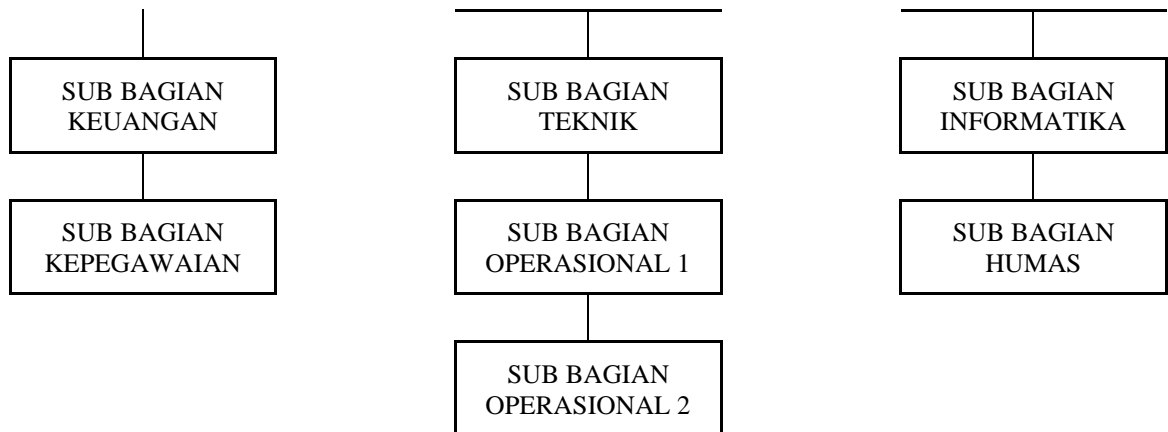 SUB BAGIAN
KEUANGAN
SUB BAGIAN
KEPEGAWAIAN
SUB BAGIAN
TEKNIK
SUB BAGIAN
OPERASIONAL 1
SUB BAGIAN
OPERASIONAL 2
SUB BAGIAN
INFORMATIKA
SUB BAGIAN
HUMAS